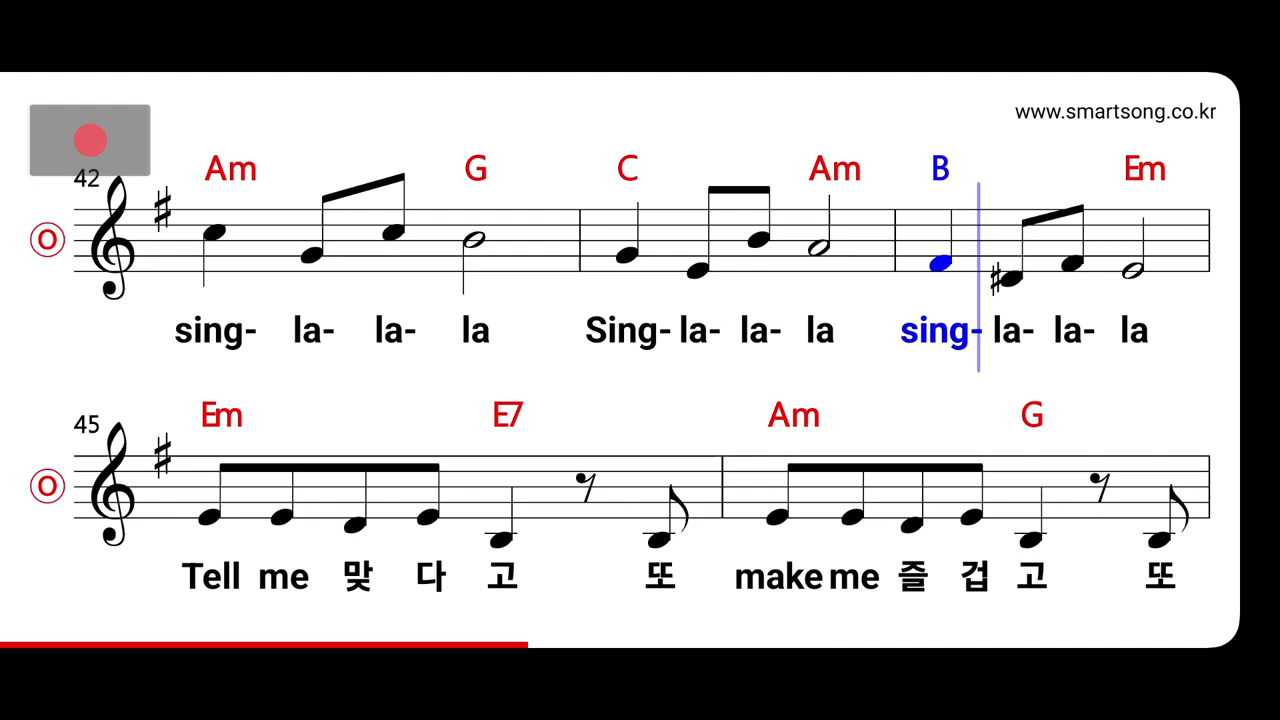 www.smartsong.co.kr
42 Am G C Am B Em
O
sing- la- la- la Sing- la- la- la sing- la- la- la
45 Em E7 Am G
O
Tell me 맞 다 고 또 make me 즐 겁 고 또